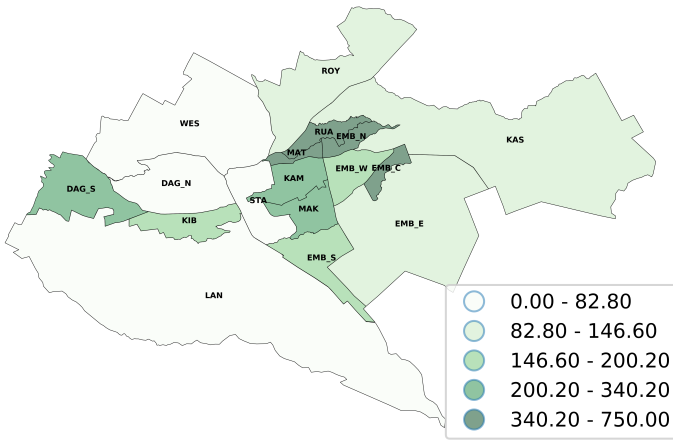 ROY
WES
RUA
EMB_N
KAS
MAT
EMB_W
EMB_C
KAM
DAG_N
DAG_S
STA
MAK
KIB
EMB_E
EMB_S
LAN
0.00 - 82.80
82.80 - 146.60
146.60 - 200.20
200.20 - 340.20
340.20 - 750.00